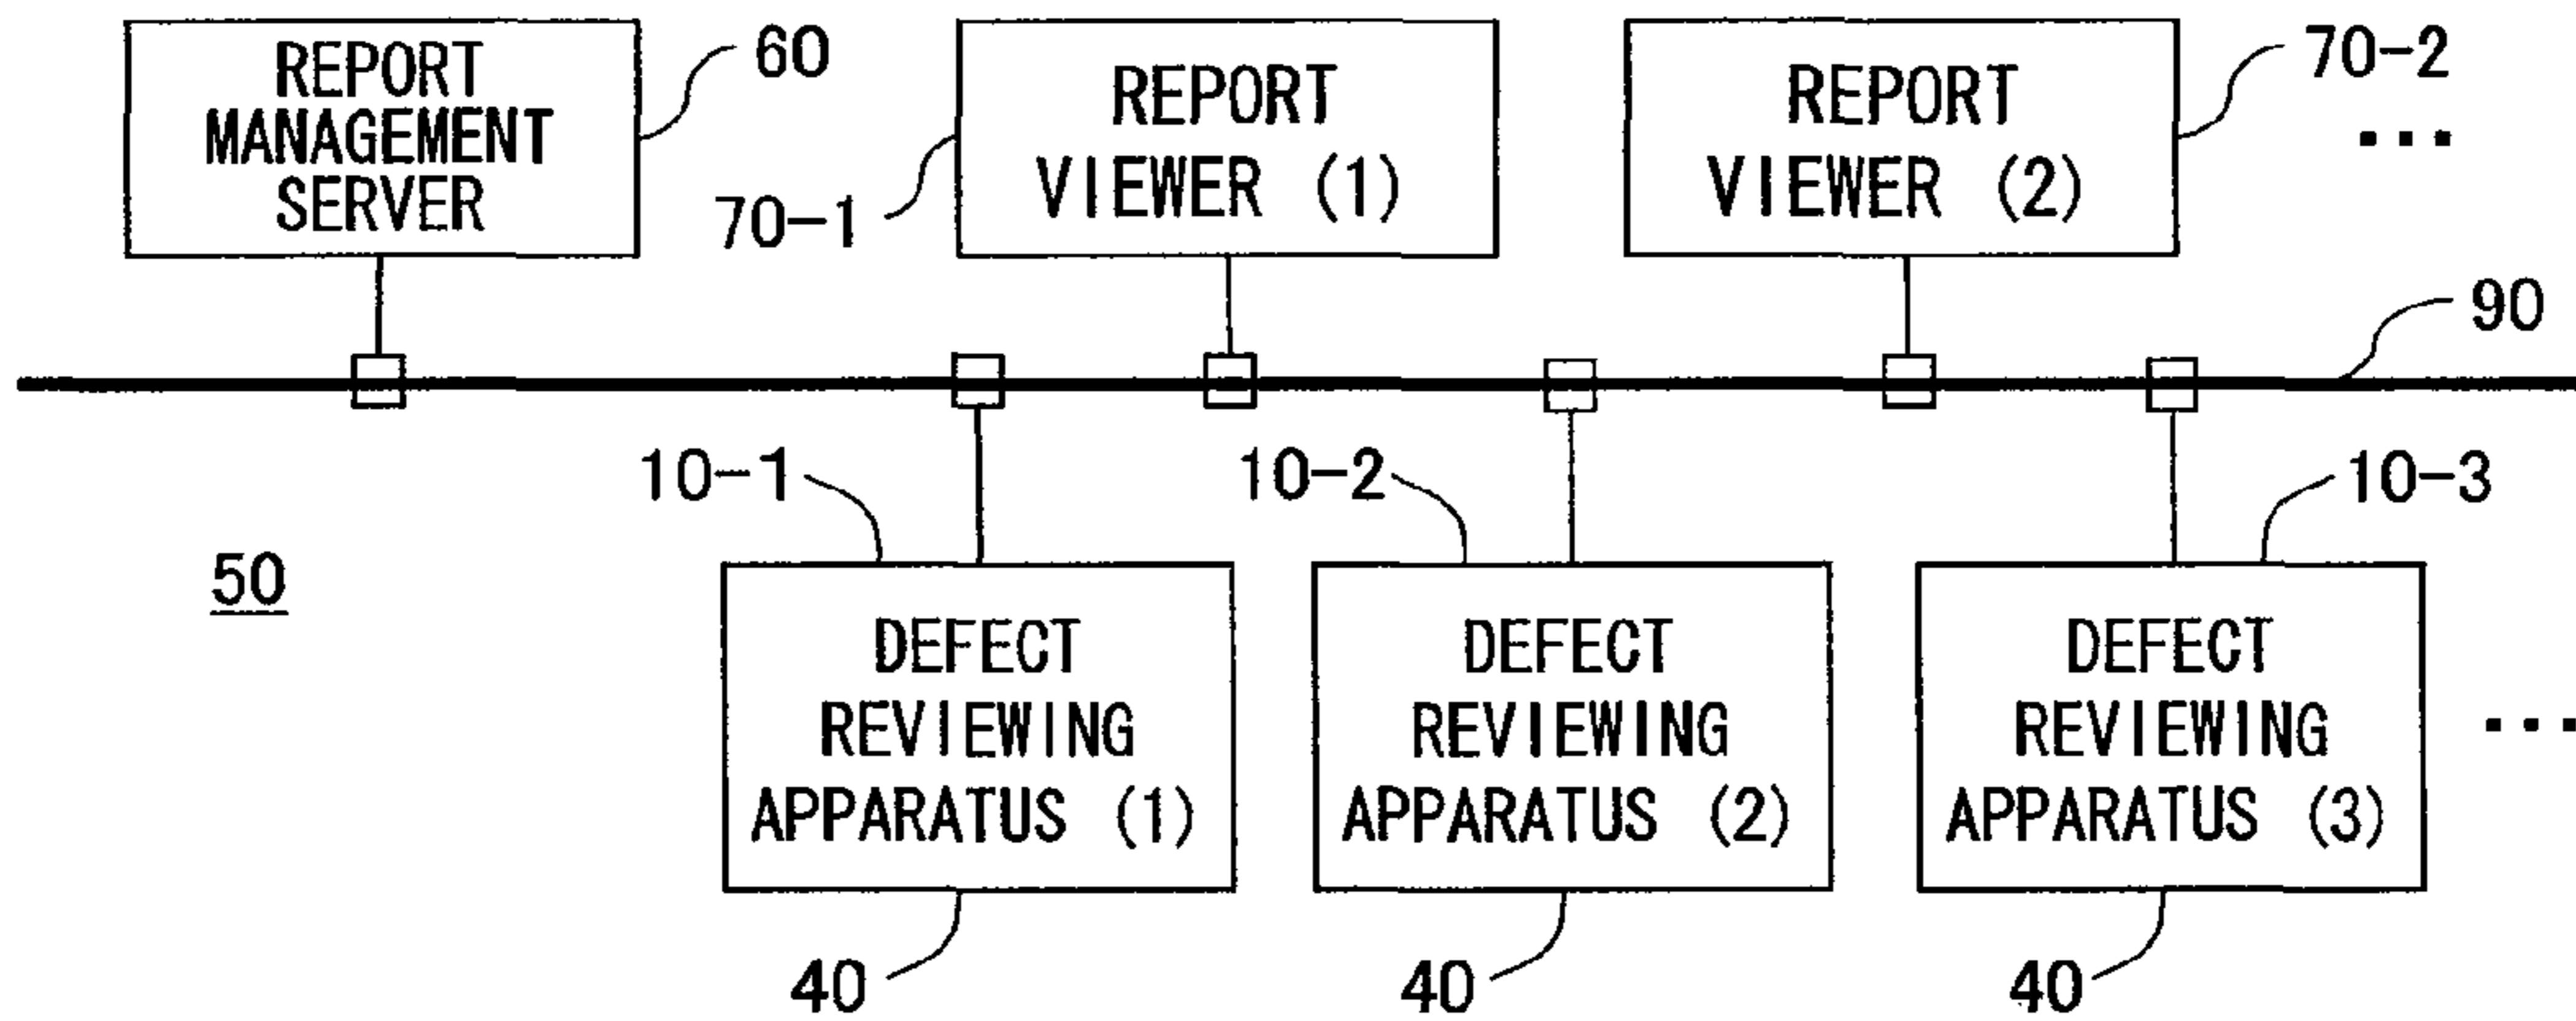 REPORT
MANAGEMENT
SERVER
60
REPORT
VIEWER (1)
70-1
REPORT
VIEWER (2)
70-2
...
90
10-1
10-2
10-3
50
DEFECT
REVIEWING
APPARATUS (1)
DEFECT
REVIEWING
APPARATUS (2)
DEFECT
REVIEWING
APPARATUS (3)
...
40
40
40